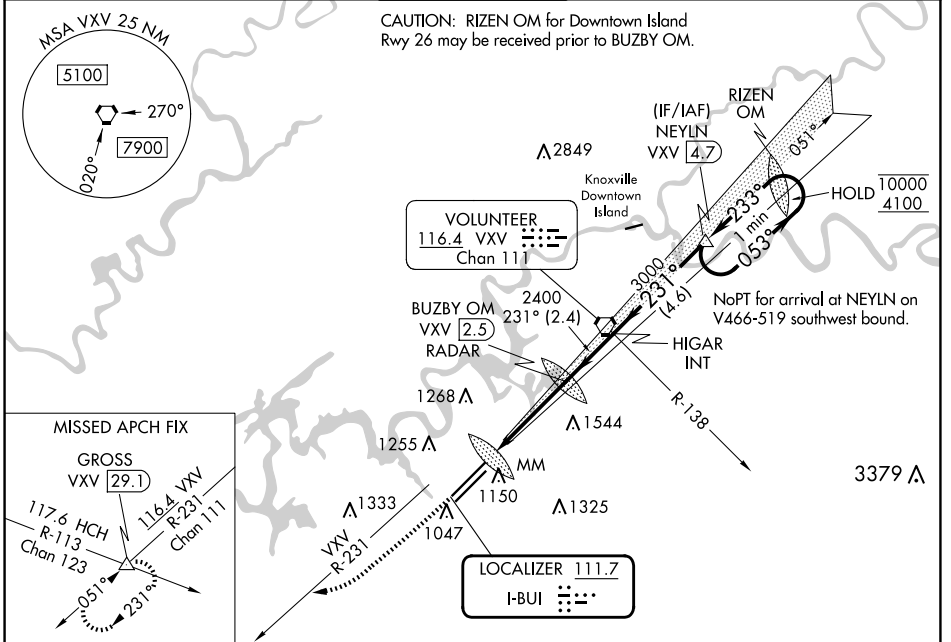 MSA VXV 25 NM
5100
270°
7900
020°
CAUTION: RIZEN OM for Downtown Island
Rwy 26 may be received prior to BUZBY OM.
2849
(IF/IAF)
NEYLN
VXV 4.7
RIZEN
OM
051°
HOLD
10000
4100
233°
1 min
053°
Knoxville
Downtown
Island
VOLUNTEER
116.4 VXV
Chan 111
3000
231°
(4.6)
NoPT for arrival at NEYLN on
V466-519 southwest bound.
2400
231° (2.4)
BUZBY OM
VXV 2.5
RADAR
HIGAR
INT
R-138
1268
1544
1255
MM
1150
3379
1333
1047
1325
VXV
R-231
LOCALIZER 111.7
I-BUI
MISSED APCH FIX
GROSS
VXV 29.1
117.6 HCH
R-113
Chan 123
116.4 VXV
R-231
Chan 111
051°
231°